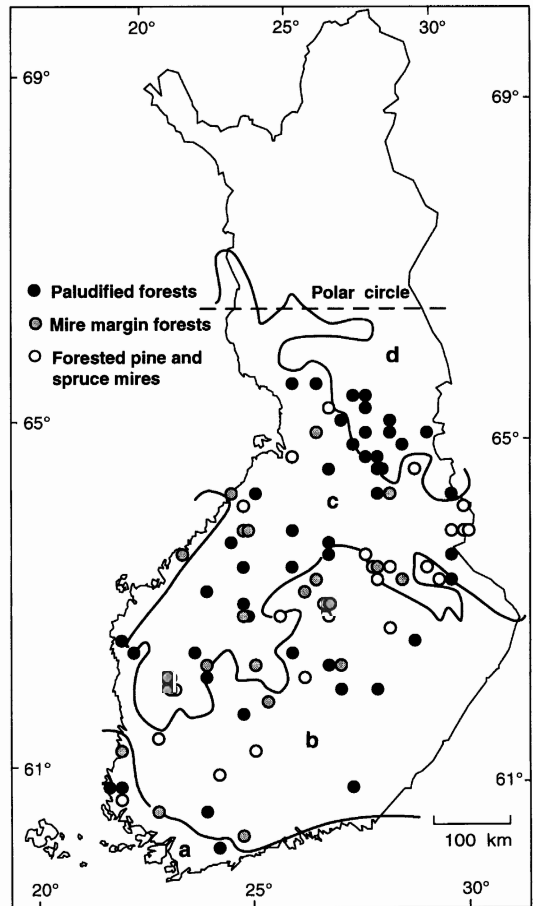 20° 25° 30°
69°
69°
Polar circle
Paludified forests
Mire margin forests
Forested pine and
spruce mires
d
65°
65°
c
b
61°
61°
a
100 km
20° 25° 30°